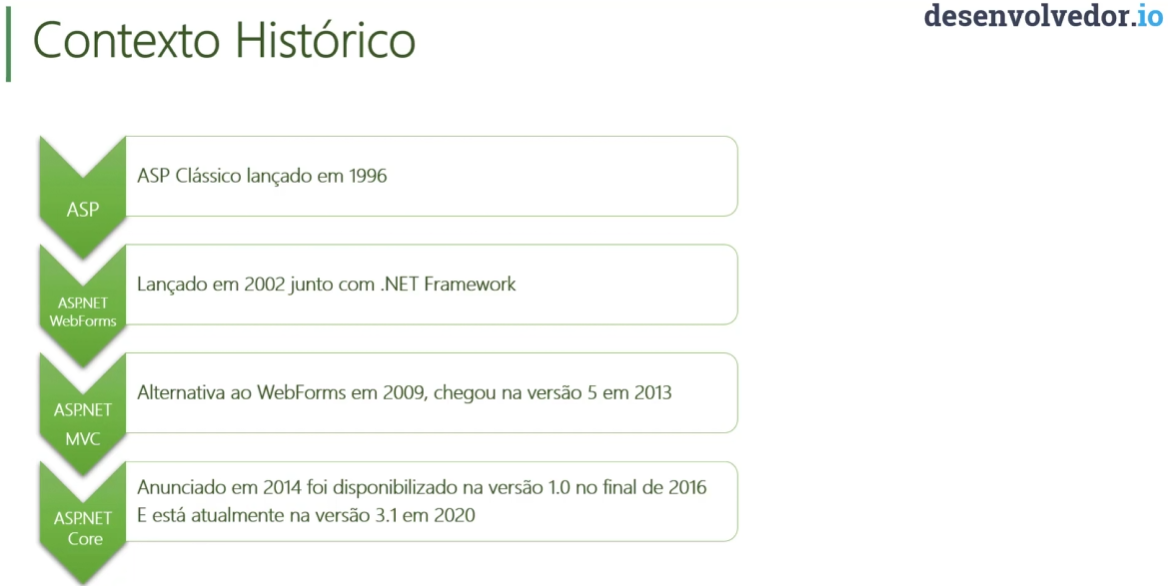 Contexto Histórico
desenvolvedor.io
ASP
ASP Clássico lançado em 1996
ASP.NET
WebForms
Lançado em 2002 junto com .NET Framework
ASP.NET
MVC
Alternativa ao WebForms em 2009, chegou na versão 5 em 2013
ASP.NET
Core
Anunciado em 2014 foi disponibilizado na versão 1.0 no final de 2016
E está atualmente na versão 3.1 em 2020